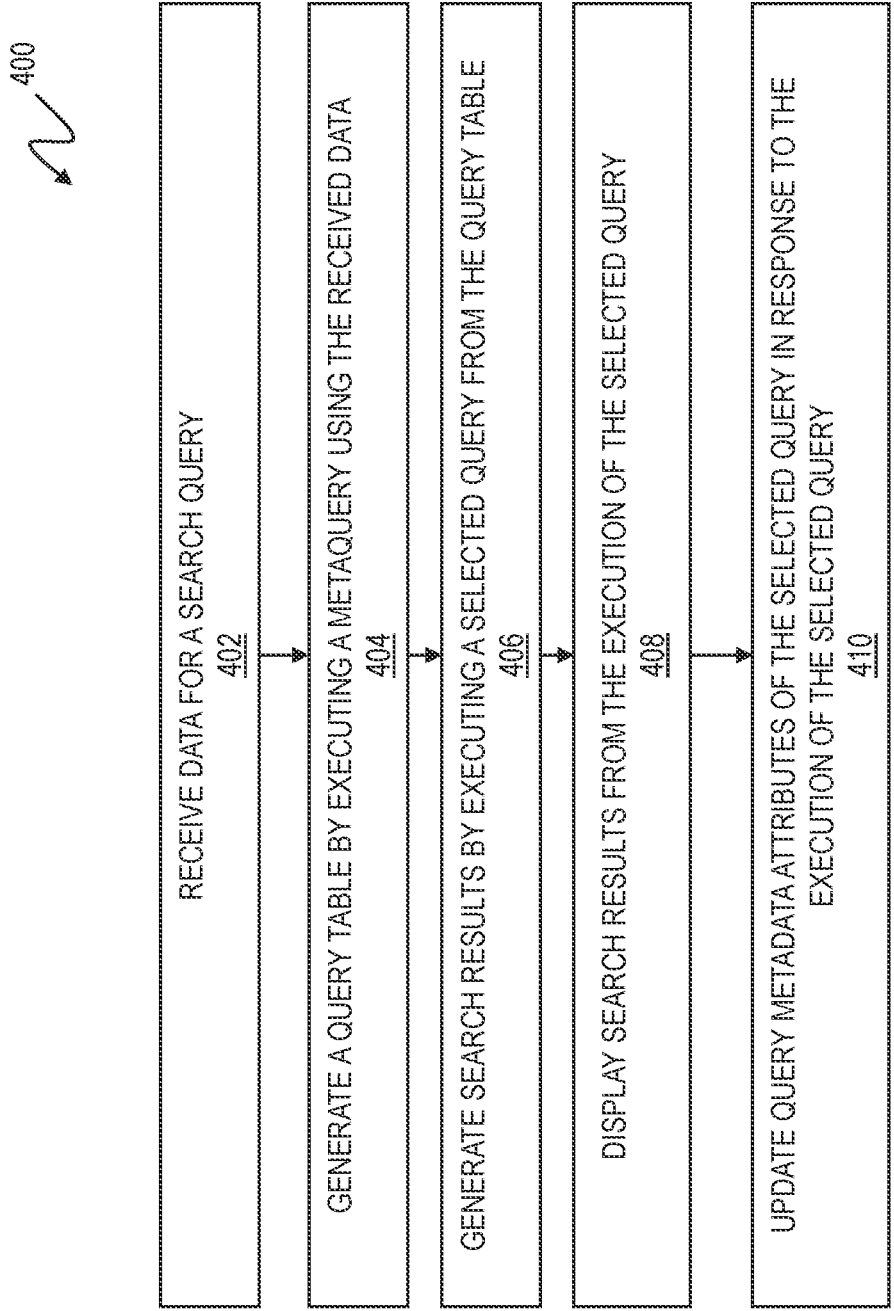 400
RECEIVE DATA FOR A SEARCH QUERY
402
GENERATE A QUERY TABLE BY EXECUTING A METAQUERY USING THE RECEIVED DATA
404
GENERATE SEARCH RESULTS BY EXECUTING A SELECTED QUERY FROM THE QUERY TABLE
406
DISPLAY SEARCH RESULTS FROM THE EXECUTION OF THE SELECTED QUERY
408
UPDATE QUERY METADATA ATTRIBUTES OF THE SELECTED QUERY IN RESPONSE TO THE
EXECUTION OF THE SELECTED QUERY
410